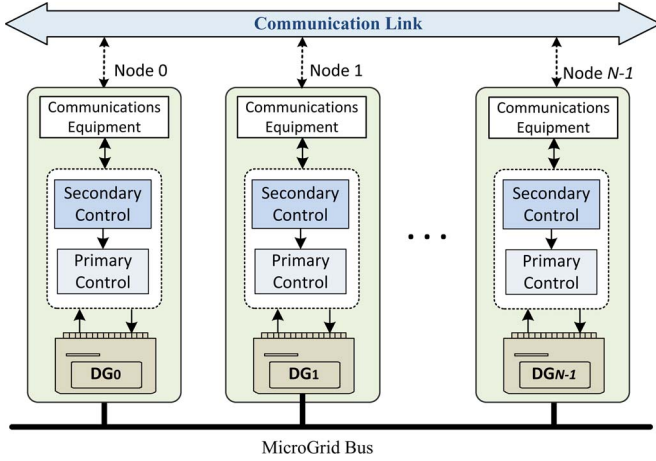 Communication Link
Node 0
Node 1
Node N-1
Communications
Equipment
Communications
Equipment
Communications
Equipment
Secondary
Control
Secondary
Control
Secondary
Control
...
Primary
Control
Primary
Control
Primary
Control
DG0
DG1
DGN-1
MicroGrid Bus